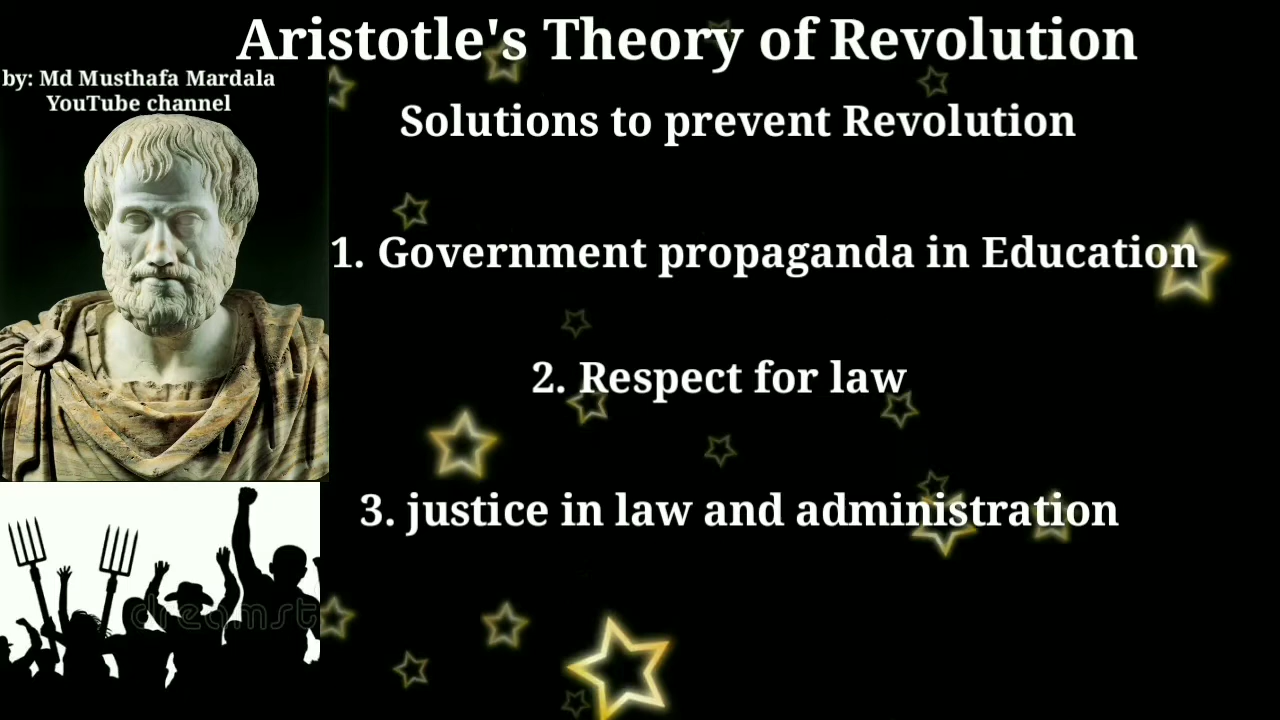 Aristotle's Theory of Revolution
by: Md Musthafa Mardala
YouTube channel
Solutions to prevent Revolution
1. Government propaganda in Education
2. Respect for law
3. justice in law and administration
dreamst